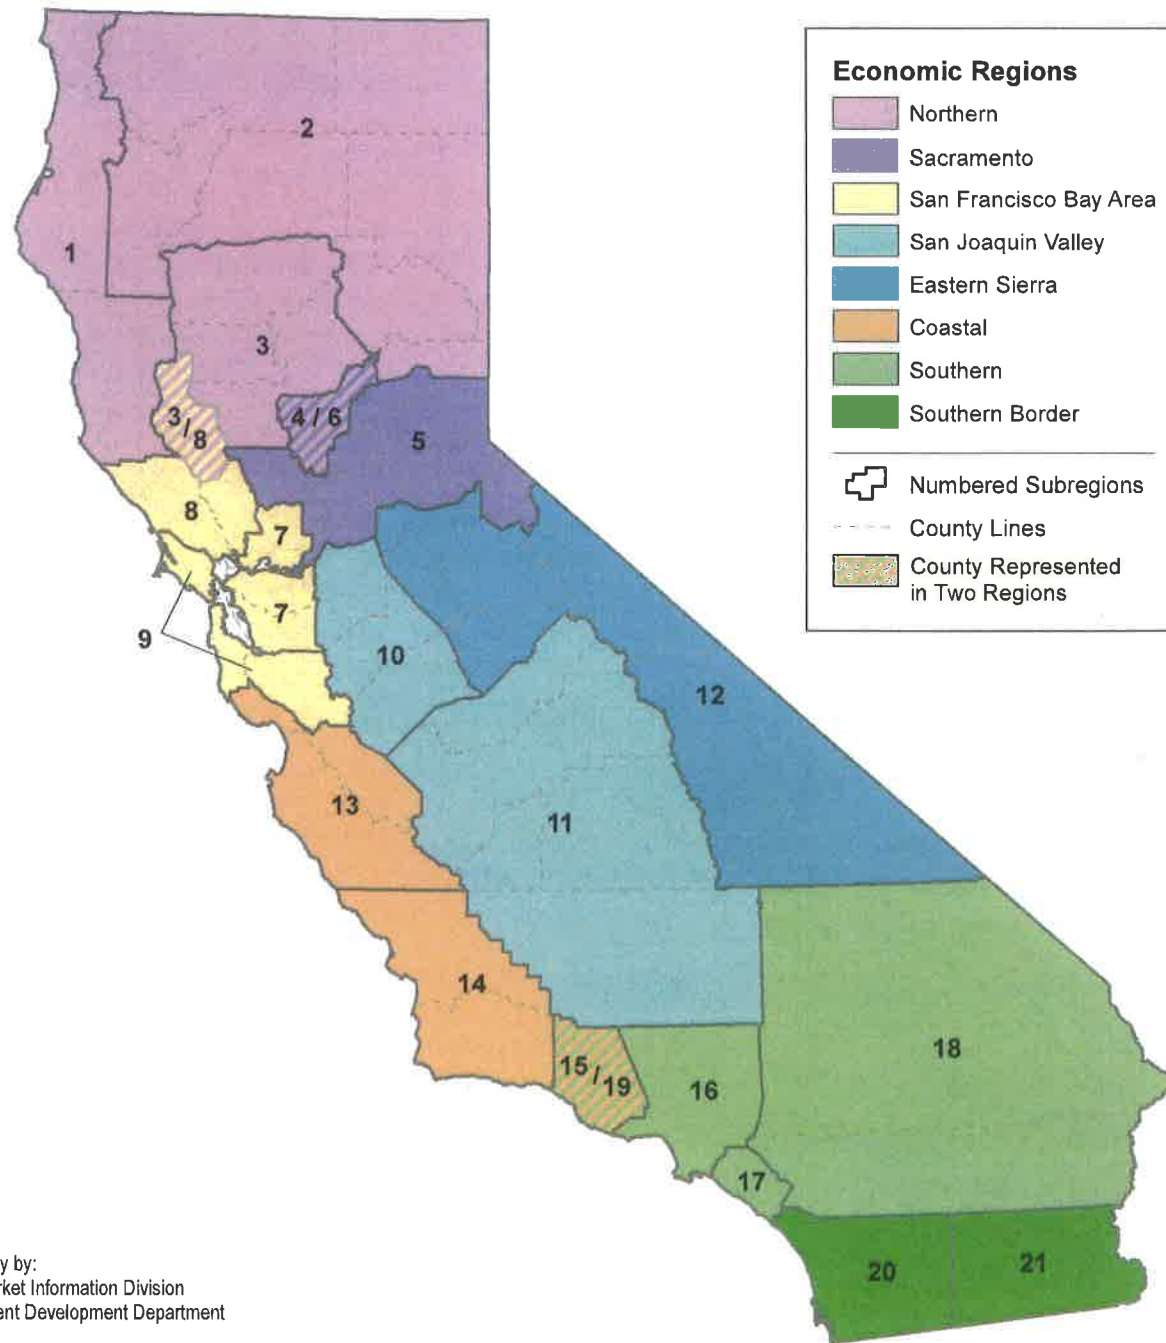 Economic Regions
Northern
Sacramento
San Francisco Bay Area
San Joaquin Valley
Eastern Sierra
Coastal
Southern
Southern Border
Numbered Subregions
County Lines
County Represented
in Two Regions
2
1
3
3/8
4 / 6
5
8
7
7
9
10
12
13
11
14
18
15/19
16
17
20
21
y by:
rket Information Division
ent Development Department